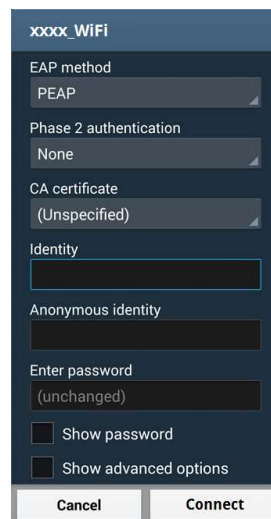 xxxx_WiFi
EAP method
PEAP
Phase 2 authentication
None
CA certificate
(Unspecified)
Identity
Anonymous identity
Enter password
(unchanged)
Show password
Show advanced options
Cancel Connect